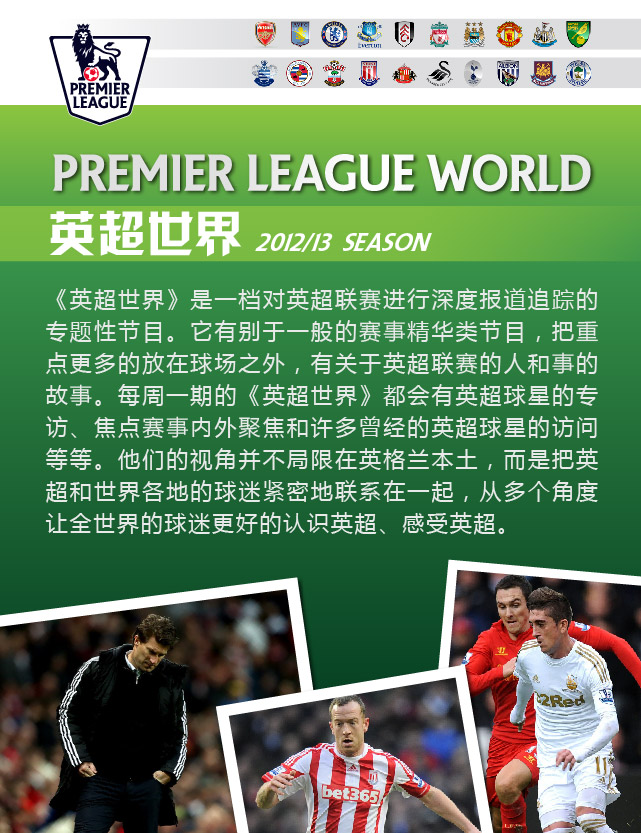 PREMIER
LEAGUE
Everton
PREMIER LEAGUE WORLD
英超世界 2012/13 SEASON
《英超世界》是一档对英超联赛进行深度报道追踪的
专题性节目。它有别于一般的赛事精华类节目，把重
点更多的放在球场之外，有关于英超联赛的人和事的
故事。每周一期的《英超世界》都会有英超球星的专
访、焦点赛事内外聚焦和许多曾经的英超球星的访问
等等。他们的视角并不局限在英格兰本土，而是把英
超和世界各地的球迷紧密地联系在一起，从多个角度
让全世界的球迷更好的认识英超、感受英超。
bet365
2Red